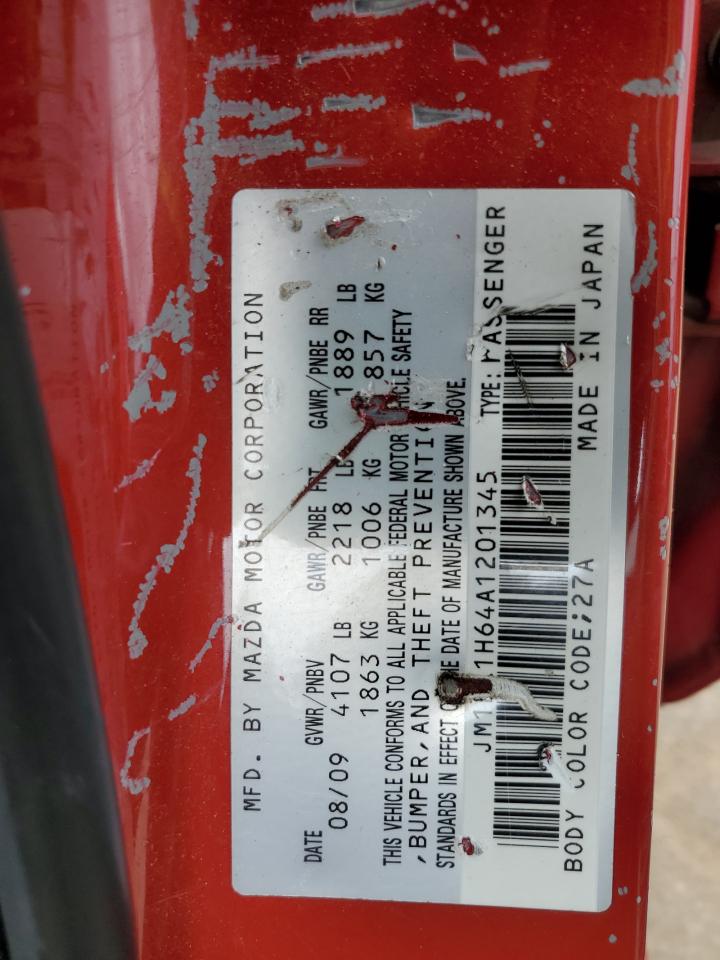 MFD. BY MAZDA MOTOR CORPORATION
DATE GVWR/PNBV GAWR/PNBE FRT GAWR/PNBE RR
08/09 4107 LB 2218 LB 1889 LB
1863 KG 1006 KG 857 KG
THIS VEHICLE CONFORMS TO ALL APPLICABLE FEDERAL MOTOR SAFETY
,BUMPER,AND THEFT PREVENTION
STANDARDS IN EFFECT THE DATE OF MANUFACTURE SHOWN ABOVE.
JM1 1H64A1201345 TYPE: PASSENGER
BODY COLOR CODE;27A MADE IN JAPAN